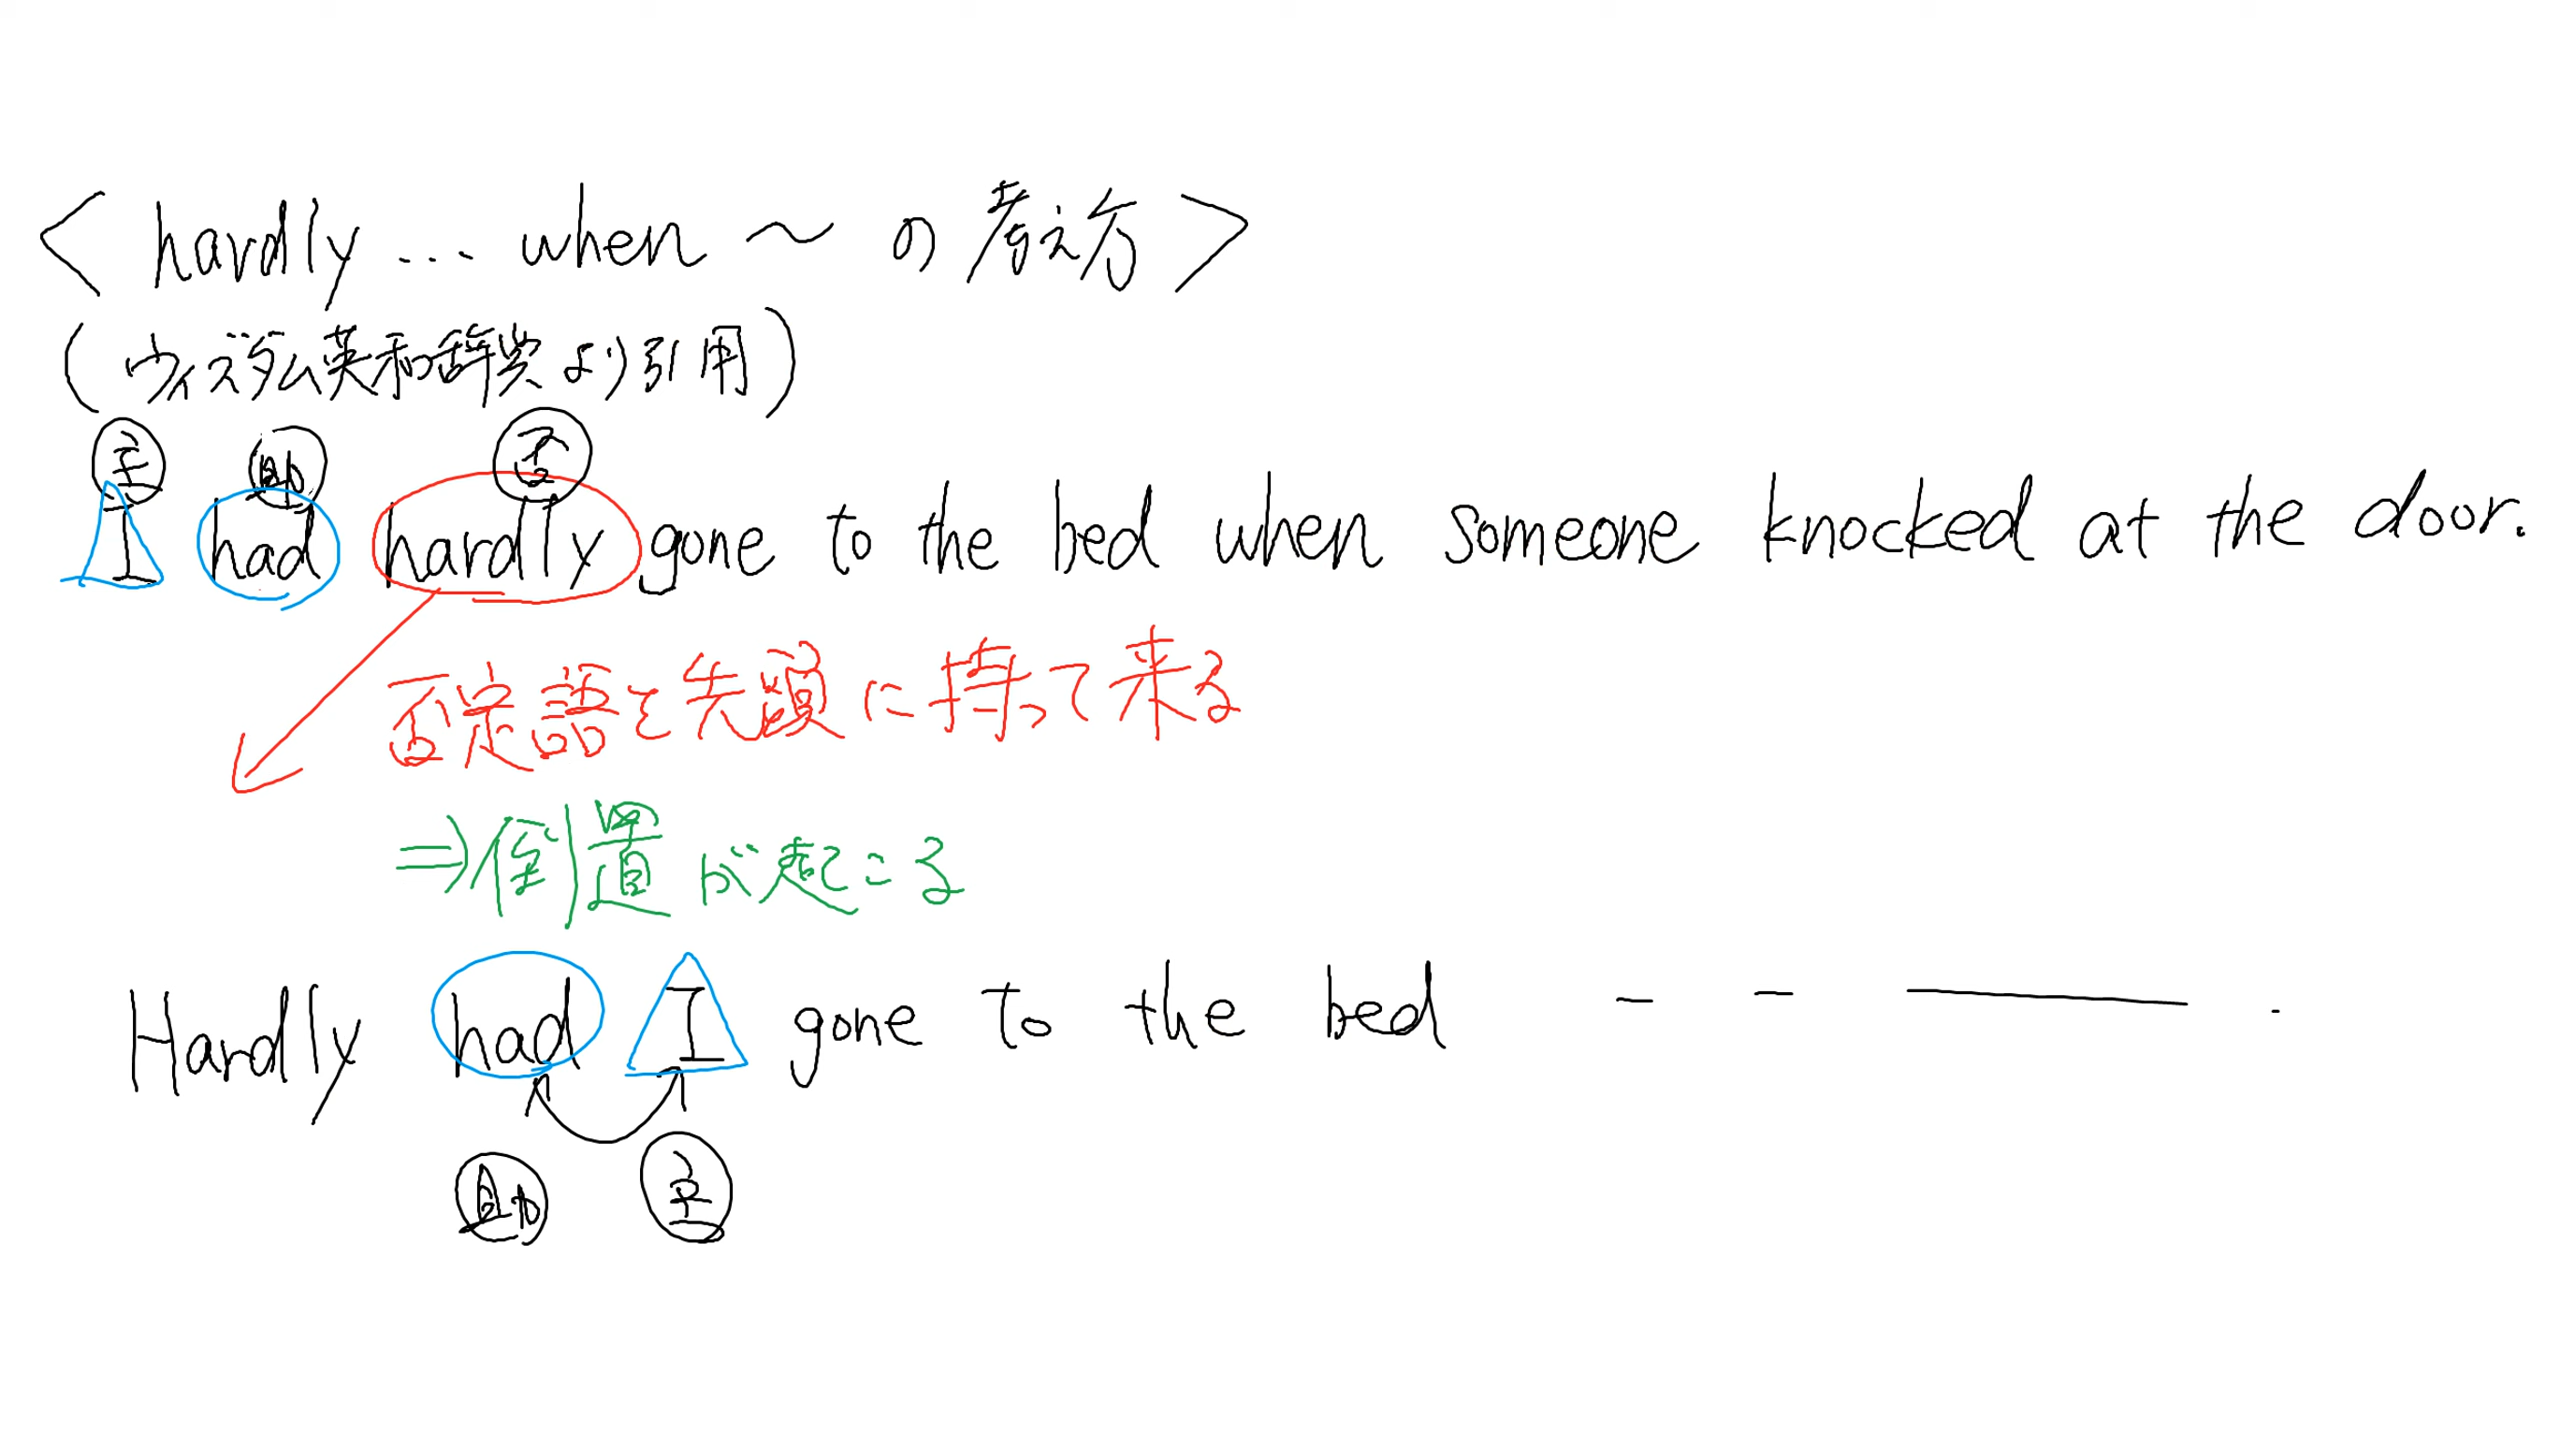 <hardly … when ～ の考え方>
(ウィズダム英和辞典より引用)
主 助 否
I had hardly gone to the bed when someone knocked at the door.
否定語を先頭に持って来る
⇒倒置が起こる
Hardly had I gone to the bed - - — .
助 主